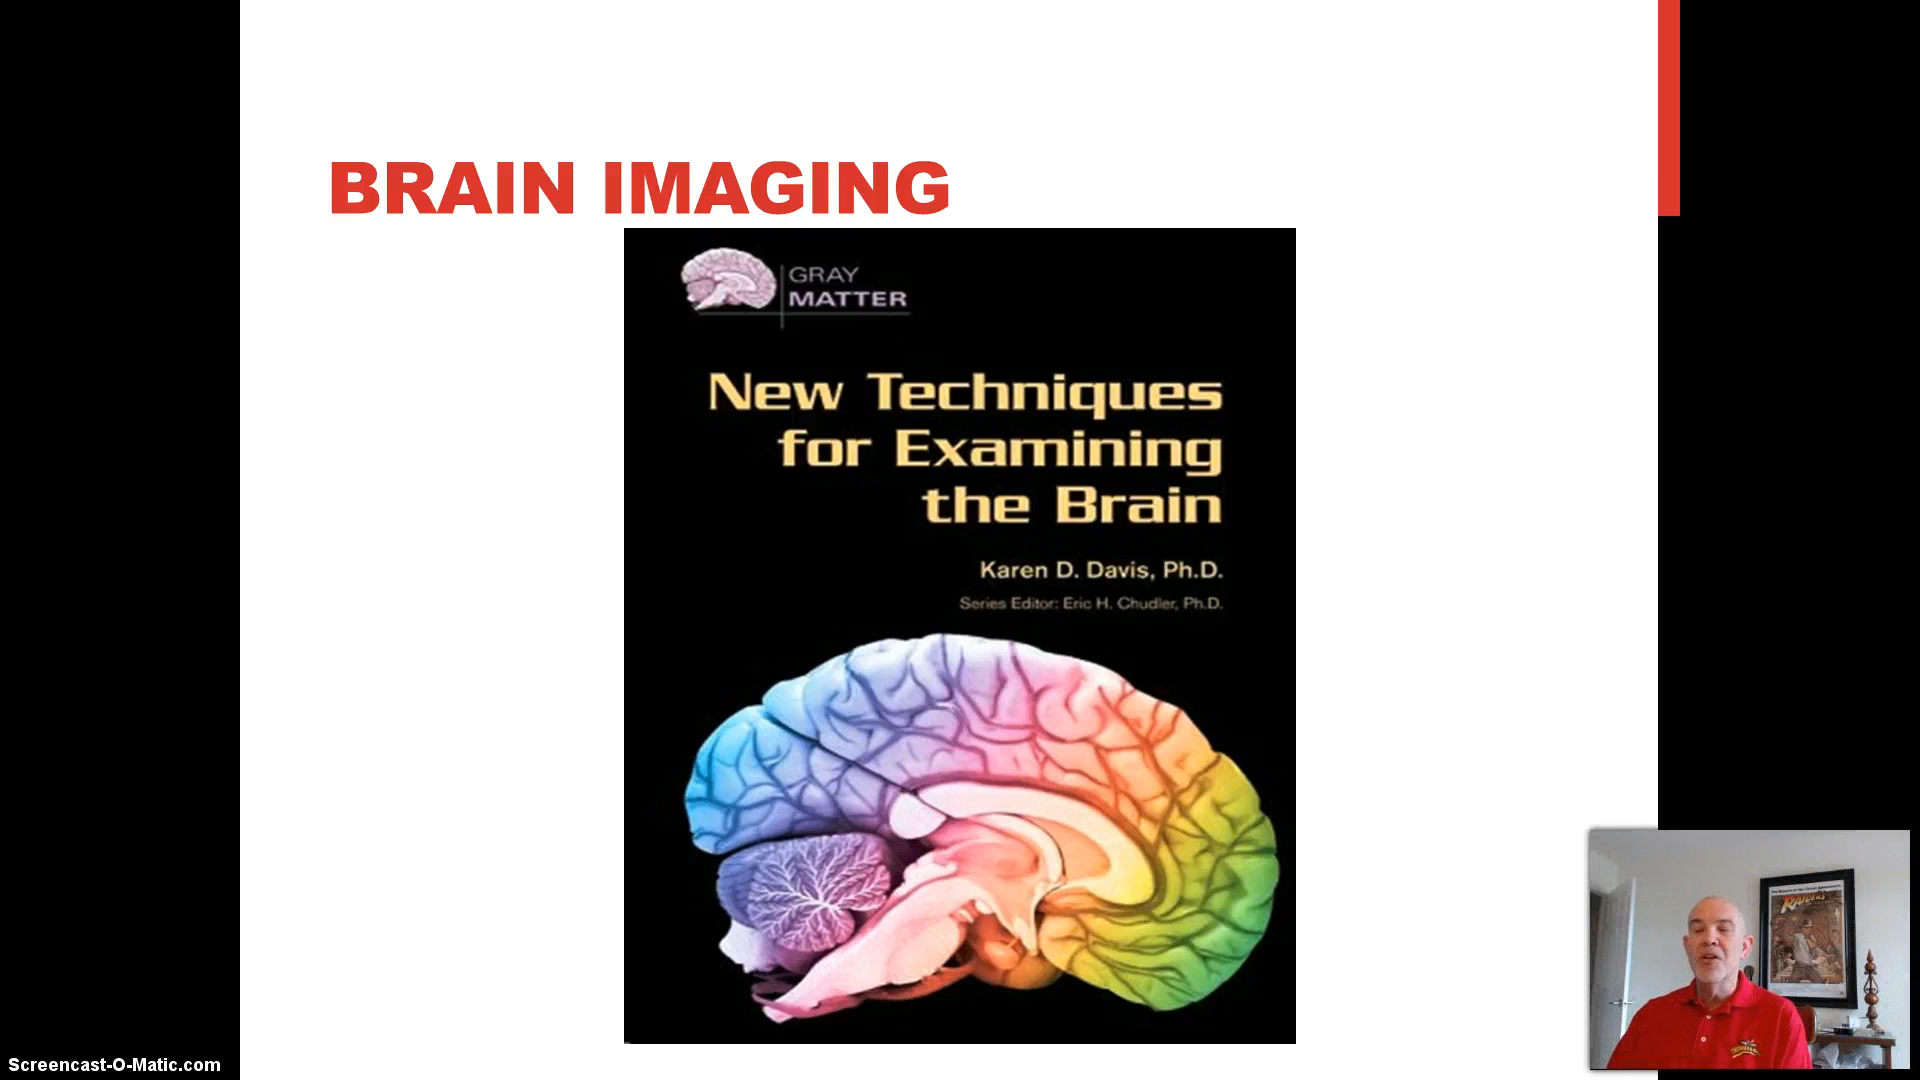 BRAIN IMAGING
GRAY
MATTER
New Techniques
for Examining
the Brain
Karen D. Davis, Ph.D.
Series Editor: Eric H. Chudler, Ph.D.
RAIDERS
Screencast-O-Matic.com